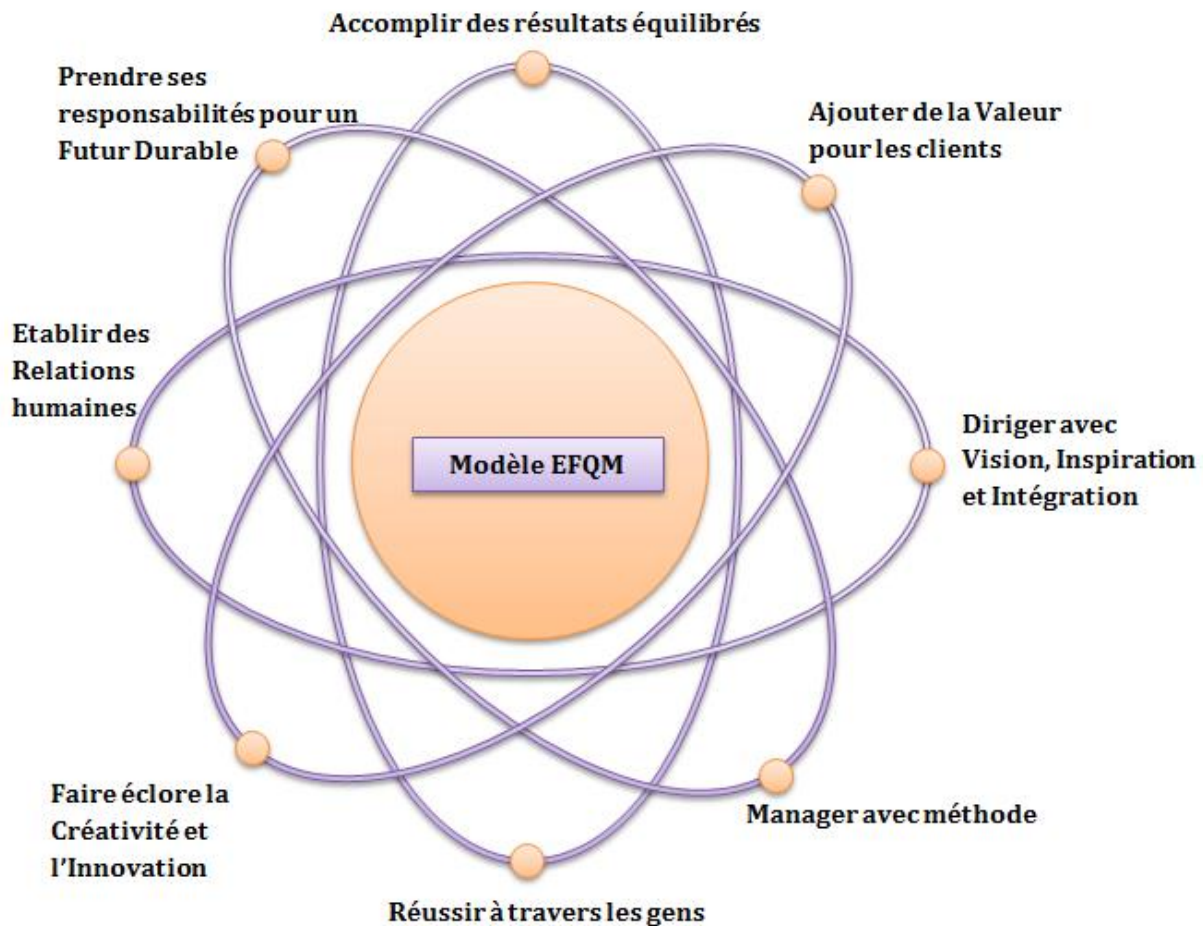 Accomplir des résultats équilibrés
Prendre ses
responsabilités pour un
Futur Durable
Ajouter de la Valeur
pour les clients
Etablir des
Relations
humaines
Modèle EFQM
Diriger avec
Vision, Inspiration
et Intégration
Faire éclore la
Créativité et
l'Innovation
Manager avec méthode
Réussir à travers les gens